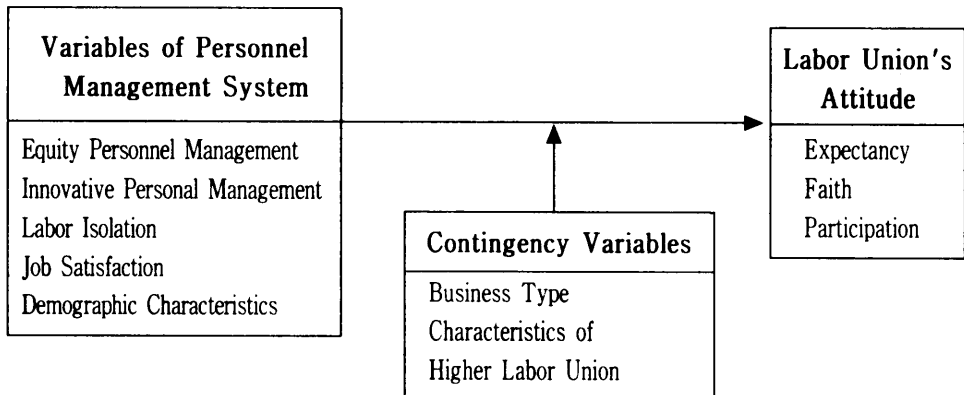 Variables of Personnel
Management System
Equity Personnel Management
Innovative Personal Management
Labor Isolation
Job Satisfaction
Demographic Characteristics
Contingency Variables
Business Type
Characteristics of
Higher Labor Union
Labor Union's
Attitude
Expectancy
Faith
Participation